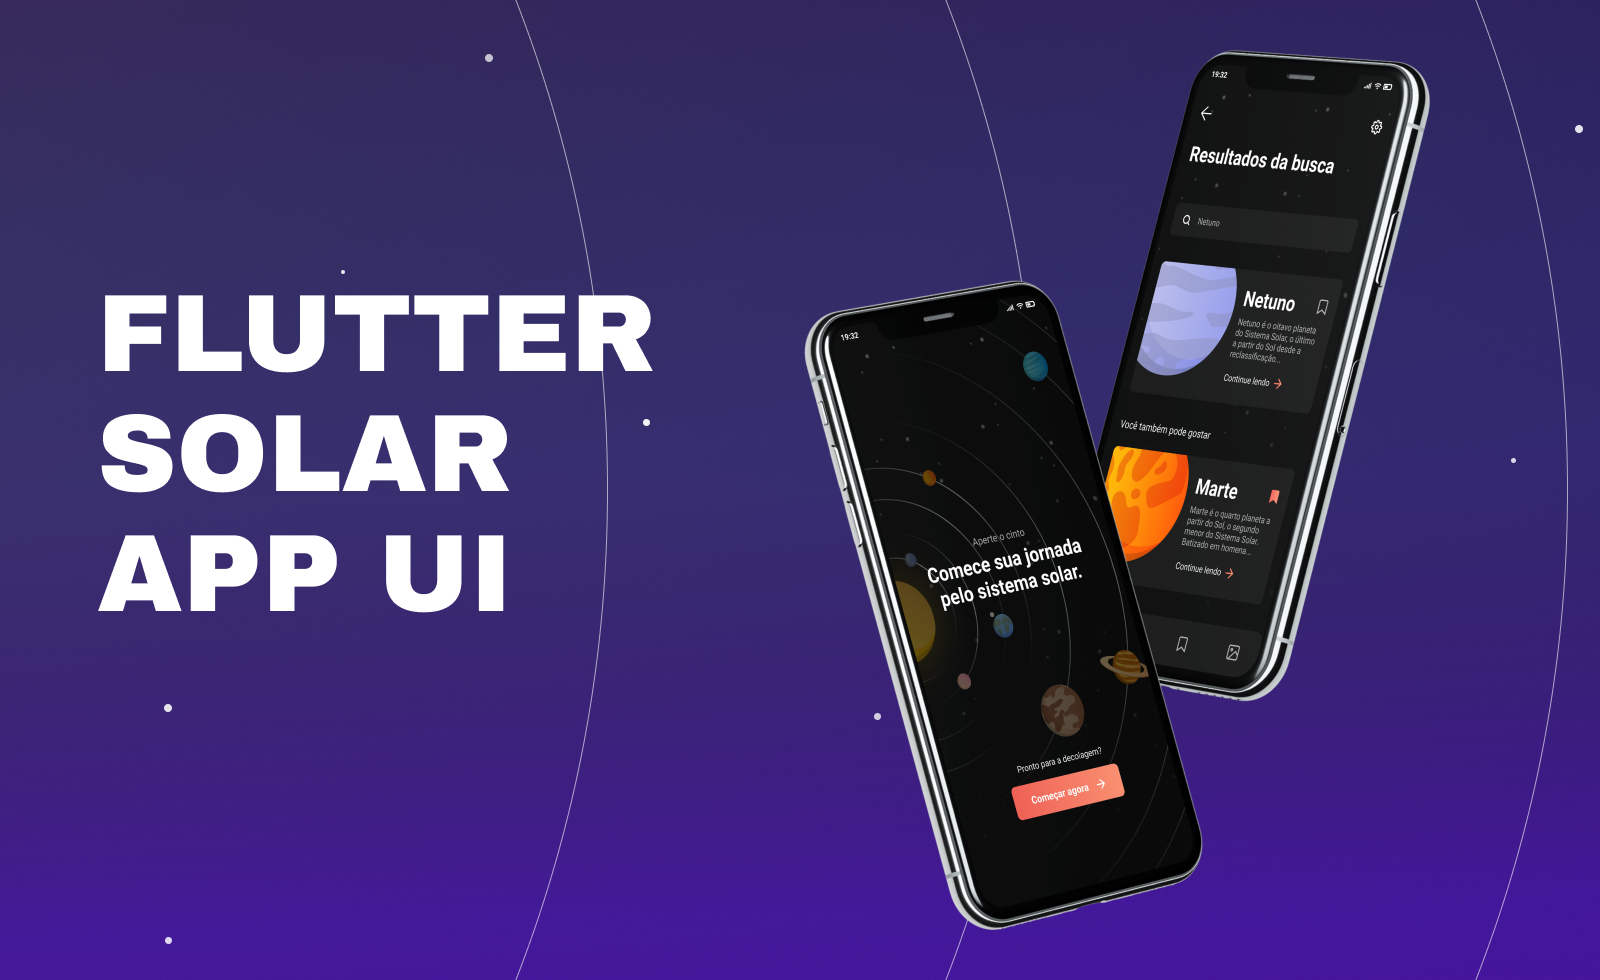 FLUTTER
SOLAR
APP UI
19:32
Aperte o cinto
Comece sua jornada
pelo sistema solar.
Pronto para a decolagem?
Começar agora
19:32
Resultados da busca
Netuno
Netuno
Netuno é o oitavo planeta
do Sistema Solar, o último
a partir do Sol desde a
reclassificação...
Continue lendo
Você também pode gostar
Marte
Marte é o quarto planeta a
partir do Sol, o segundo
menor do Sistema Solar.
Batizado em homena...
Continue lendo